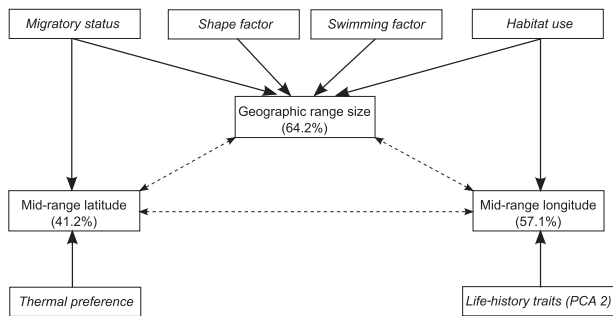 Migratory status
Shape factor
Swimming factor
Habitat use
Geographic range size
(64.2%)
Mid-range latitude
(41.2%)
Mid-range longitude
(57.1%)
Thermal preference
Life-history traits (PCA 2)